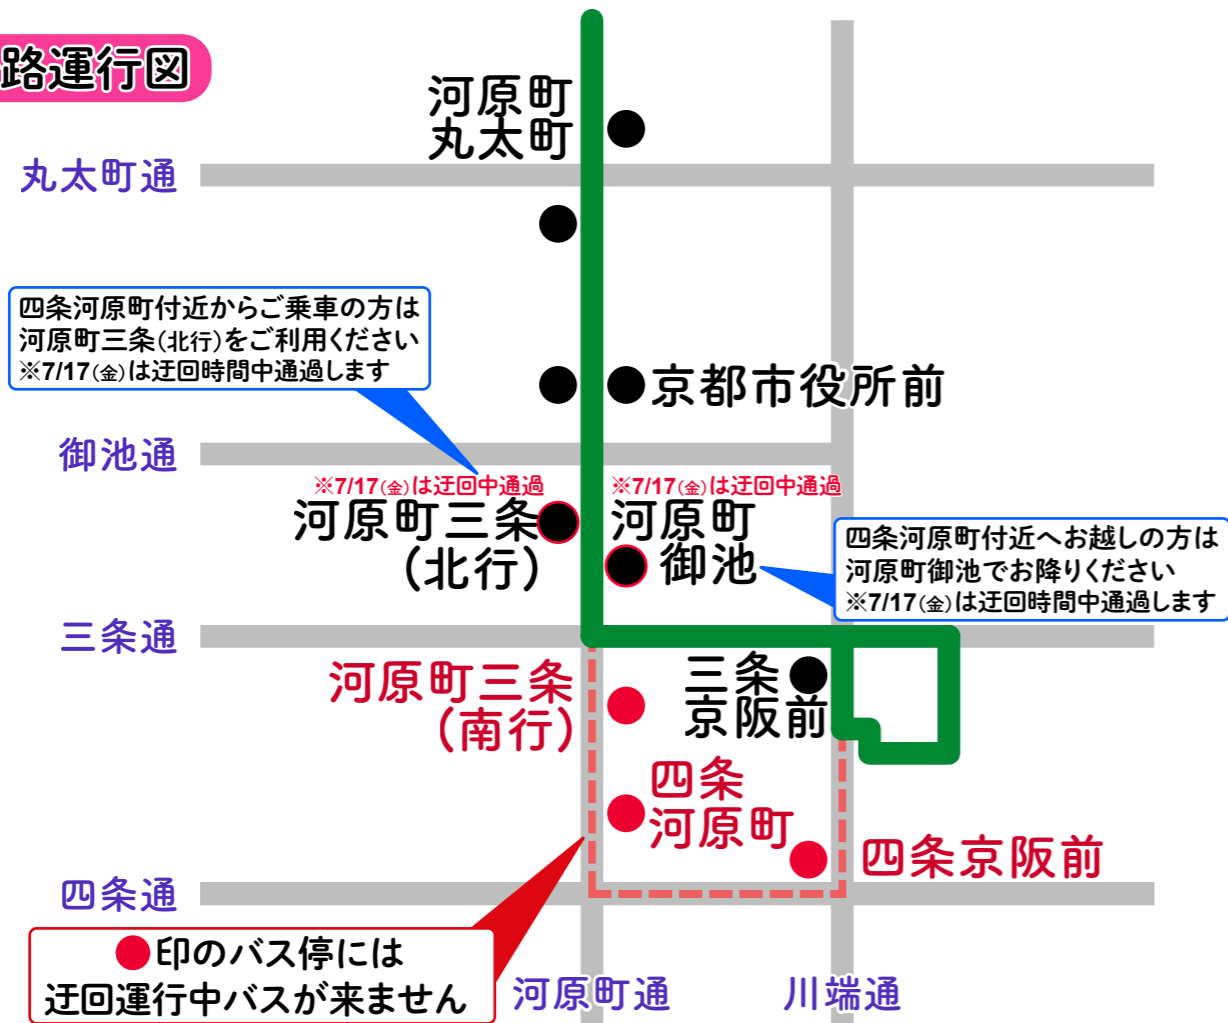 路運行図
河原町
丸太町
丸太町通
四条河原町付近からご乗車の方は
河原町三条(北行)をご利用ください
※7/17(金)は迂回時間中通過します
京都市役所前
御池通
※7/17(金)は迂回中通過
河原町三条
(北行)
※7/17(金)は迂回中通過
河原町
御池
四条河原町付近へお越しの方は
河原町御池でお降りください
※7/17(金)は迂回時間中通過します
三条通
河原町三条
(南行)
三条
京阪前
四条
河原町
四条京阪前
四条通
●印のバス停には
迂回運行中バスが来ません
河原町通
川端通